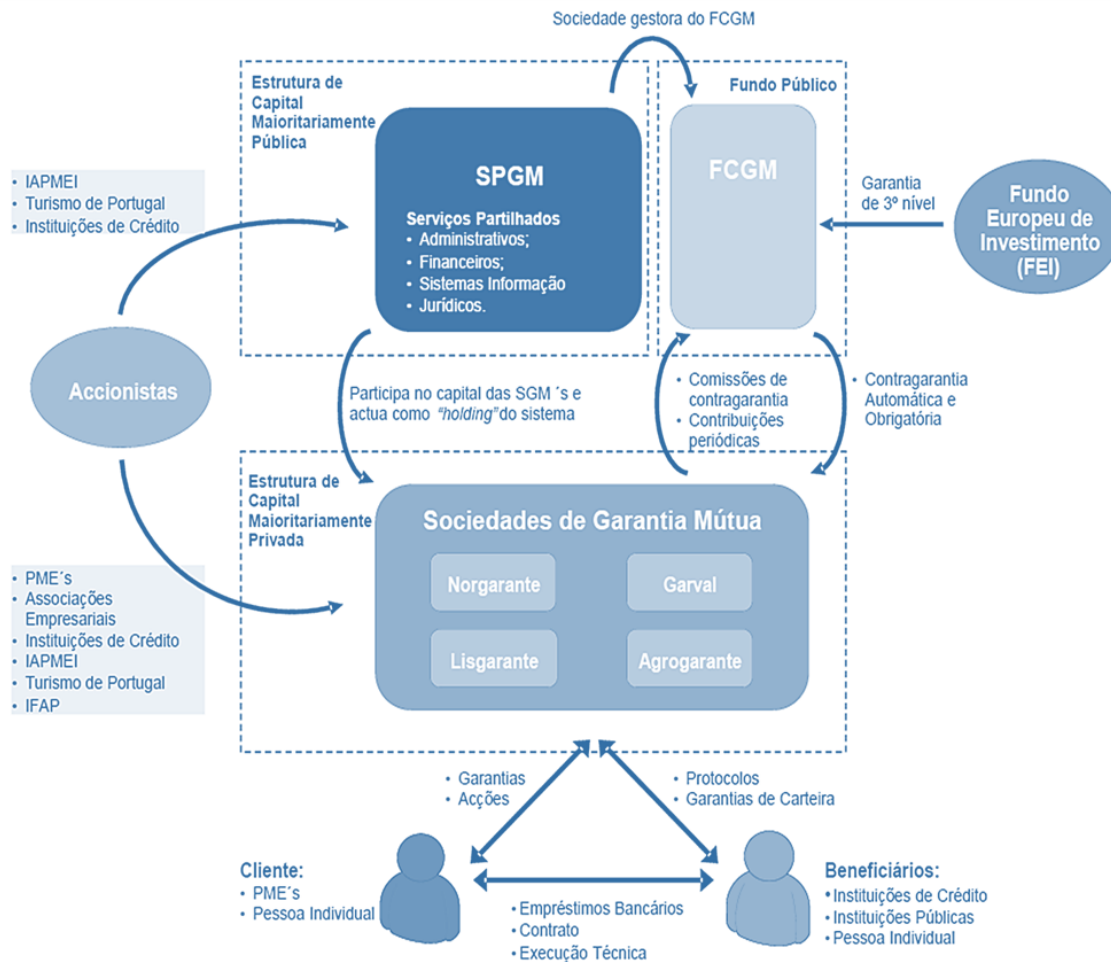 Sociedade gestora do FCGM
Estrutura de
Capital
Maioritariamente
Pública
Fundo Público
SPGM
Serviços Partilhados
• Administrativos;
• Financeiros;
• Sistemas Informação
• Jurídicos.
FCGM
Garantia
de 3º nível
Fundo
Europeu de
Investimento
(FEI)
• IAPMEI
• Turismo de Portugal
• Instituições de Crédito
Accionistas
Participa no capital das SGM ´s e
actua como “holding” do sistema
• Comissões de
contragarantia
• Contribuições
periódicas
• Contragarantia
Automática e
Obrigatória
Estrutura de
Capital
Maioritariamente
Privada
Sociedades de Garantia Mútua
Norgarante
Garval
Lisgarante
Agrogarante
• PME´s
• Associações
Empresariais
• Instituições de Crédito
• IAPMEI
• Turismo de Portugal
• IFAP
• Garantias
• Acções
• Protocolos
• Garantias de Carteira
Cliente:
• PME´s
• Pessoa Individual
• Empréstimos Bancários
• Contrato
• Execução Técnica
Beneficiários:
• Instituições de Crédito
• Instituições Públicas
• Pessoa Individual